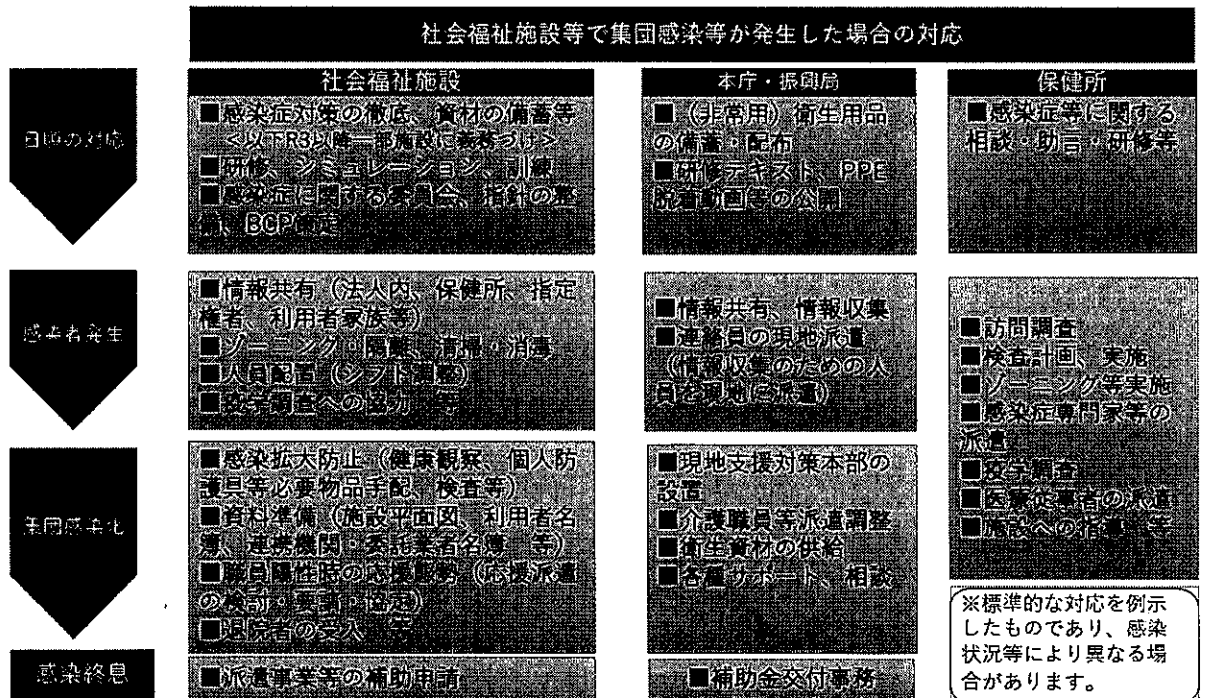 社会福祉施設等で集団感染等が発生した場合の対応
社会福祉施設
本庁・振興局
保健所
日頃の対応
■感染症対策の徹底、資材の備蓄等
<以下R3以降一部施設に義務づけ>
■研修、シミュレーション、訓練
■感染症に関する委員会、指針の整
備、BCP策定
■（非常用）衛生用品
の備蓄・配布
■研修テキスト、PPE
脱着動画等の公開
■感染症等に関する
相談・助言・研修等
感染者発生
■情報共有（法人内、保健所、指定
権者、利用者家族等）
■ゾーニング・隔離、清掃・消毒
■人員配置（シフト調整）
■疫学調査への協力　等
■情報共有、情報収集
■連絡員の現地派遣
（情報収集のための人
員を現地に派遣）
■訪問調査
■検査計画、実施
■ゾーニング等実施
■感染症専門家等の
派遣
■疫学調査
■医療従事者の派遣
■施設への指導　等
集団感染化
■感染拡大防止（健康観察、個人防
護具等必要物品手配、検査等）
■資料準備（施設平面図、利用者名
簿、連携機関・委託業者名簿　等）
■職員陽性時の応援体勢（応援派遣
の検討・要請・協定）
■退院者の受入　等
■現地支援対策本部の
設置
■介護職員等派遣調整
■衛生資材の供給
■各種サポート、相談
※標準的な対応を例示
したものであり、感染
状況等により異なる場
合があります。
感染終息
■派遣事業等の補助申請
■補助金交付事務